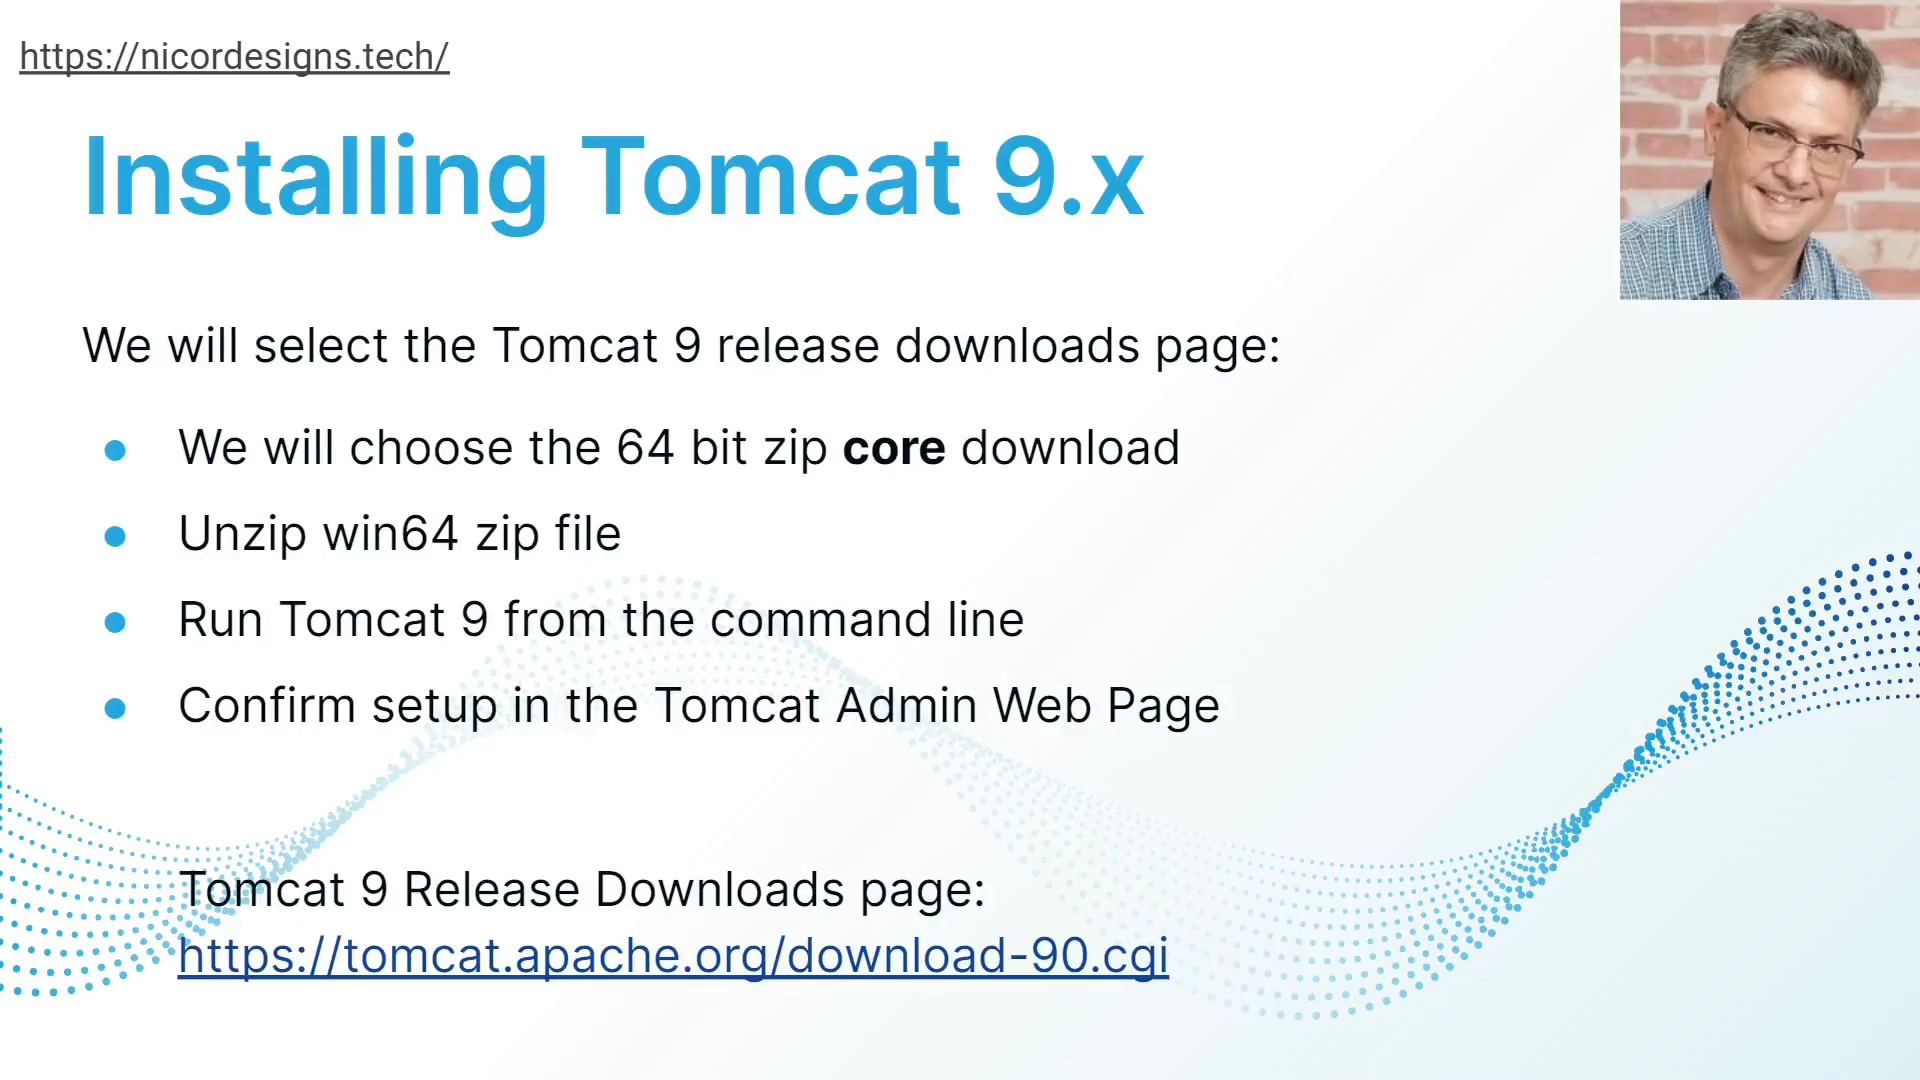 https://nicordesigns.tech/
Installing Tomcat 9.x
We will select the Tomcat 9 release downloads page:
We will choose the 64 bit zip core download
Unzip win64 zip file
Run Tomcat 9 from the command line
Confirm setup in the Tomcat Admin Web Page
Tomcat 9 Release Downloads page:
https://tomcat.apache.org/download-90.cgi